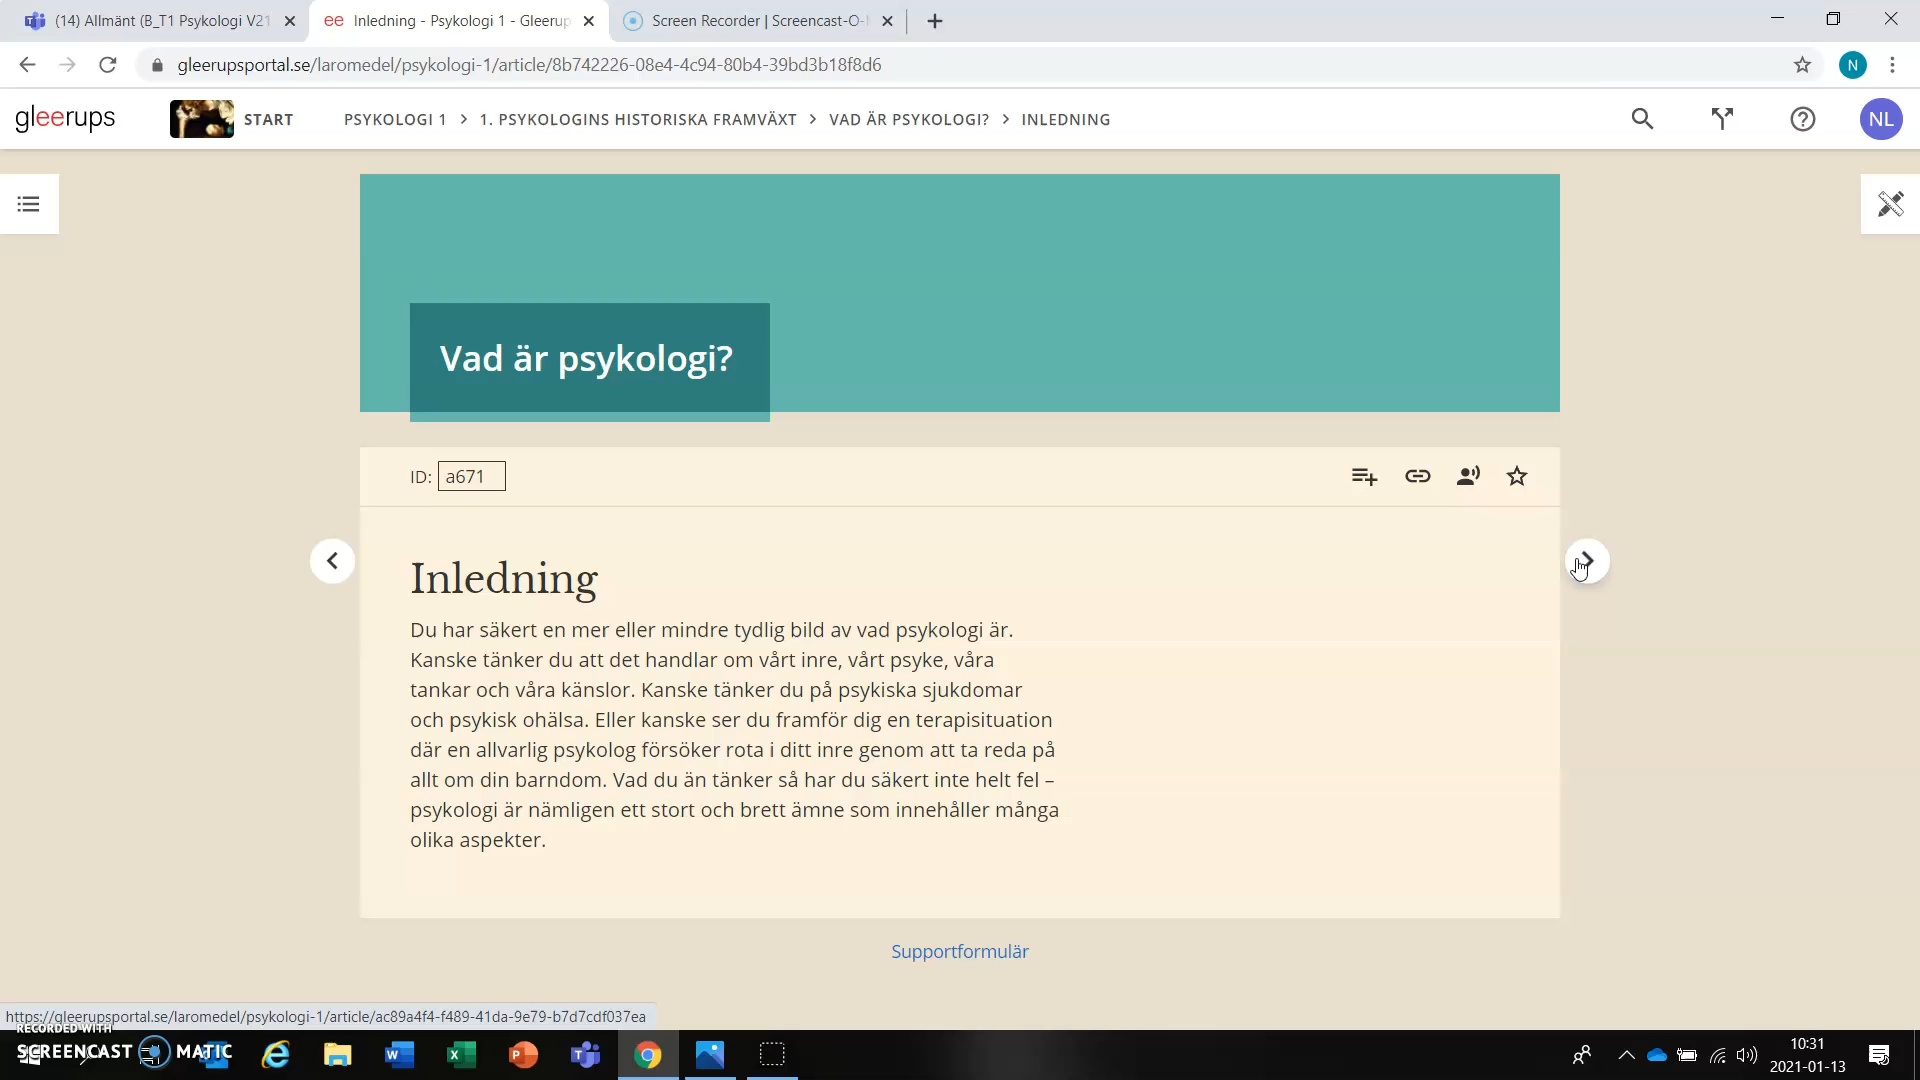 (14) Allmänt (B_T1 Psykologi V21
ee Inledning - Psykologi 1 - Gleerup
Screen Recorder | Screencast-O-
gleerupsportal.se/laromedel/psykologi-1/article/8b742226-08e4-4c94-80b4-39bd3b18f8d6
N
gleerups
START
PSYKOLOGI 1 > 1. PSYKOLOGINS HISTORISKA FRAMVÄXT > VAD ÄR PSYKOLOGI? > INLEDNING
NL
Vad är psykologi?
ID: a671
Inledning
Du har säkert en mer eller mindre tydlig bild av vad psykologi är.
Kanske tänker du att det handlar om vårt inre, vårt psyke, våra
tankar och våra känslor. Kanske tänker du på psykiska sjukdomar
och psykisk ohälsa. Eller kanske ser du framför dig en terapisituation
där en allvarlig psykolog försöker rota i ditt inre genom att ta reda på
allt om din barndom. Vad du än tänker så har du säkert inte helt fel –
psykologi är nämligen ett stort och brett ämne som innehåller många
olika aspekter.
Supportformulär
https://gleerupsportal.se/laromedel/psykologi-1/article/ac89a4f4-f489-41da-9e79-b7d7cdf037ea
RECORDED WITH
SCREENCAST MATIC
10:31
2021-01-13